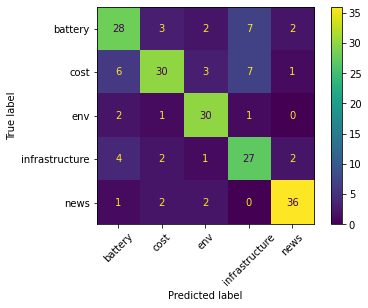 True label
battery 28 3 2 7 2
cost 6 30 3 7 1
env 2 1 30 1 0
infrastructure 4 2 1 27 2
news 1 2 2 0 36
battery cost env infrastructure news
Predicted label
35
30
25
20
15
10
5
0